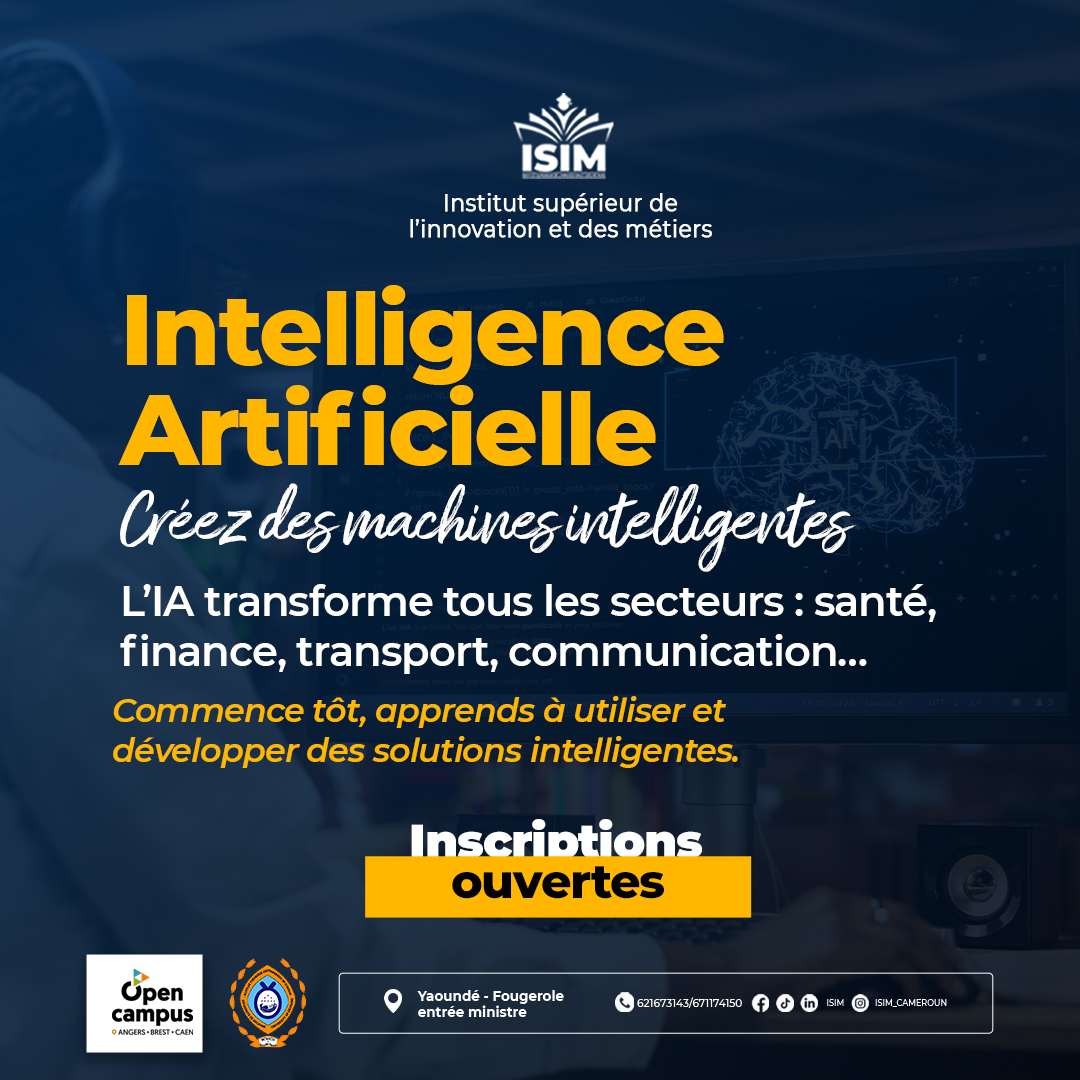 ISIM
Institut supérieur de
l’innovation et des métiers
Intelligence
Artificielle
Créez des machines intelligentes
L’IA transforme tous les secteurs : santé,
finance, transport, communication...
Commence tôt, apprends à utiliser et
développer des solutions intelligentes.
Inscriptions
ouvertes
Open
campus
ANGERS • BREST • CAEN
Yaoundé - Fougerole
entrée ministre
621673143/671174150
ISIM
ISIM_CAMEROUN